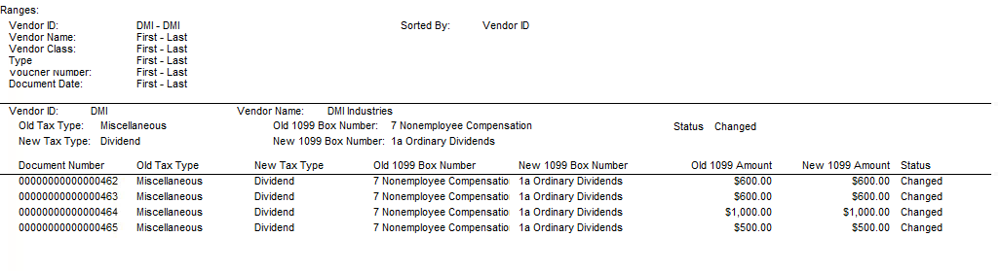 Ranges:
Vendor ID: DMI - DMI Sorted By: Vendor ID
Vendor Name: First - Last
Vendor Class: First - Last
Type First - Last
Voucher Number: First - Last
Document Date: First - Last
Vendor ID: DMI Vendor Name: DMI Industries
Old Tax Type: Miscellaneous Old 1099 Box Number: 7 Nonemployee Compensation Status Changed
New Tax Type: Dividend New 1099 Box Number: 1a Ordinary Dividends
Document Number Old Tax Type New Tax Type Old 1099 Box Number New 1099 Box Number Old 1099 Amount New 1099 Amount Status
00000000000000462 Miscellaneous Dividend 7 Nonemployee Compensatio 1a Ordinary Dividends $600.00 $600.00 Changed
00000000000000463 Miscellaneous Dividend 7 Nonemployee Compensatio 1a Ordinary Dividends $600.00 $600.00 Changed
00000000000000464 Miscellaneous Dividend 7 Nonemployee Compensatio 1a Ordinary Dividends $1,000.00 $1,000.00 Changed
00000000000000465 Miscellaneous Dividend 7 Nonemployee Compensatio 1a Ordinary Dividends $500.00 $500.00 Changed